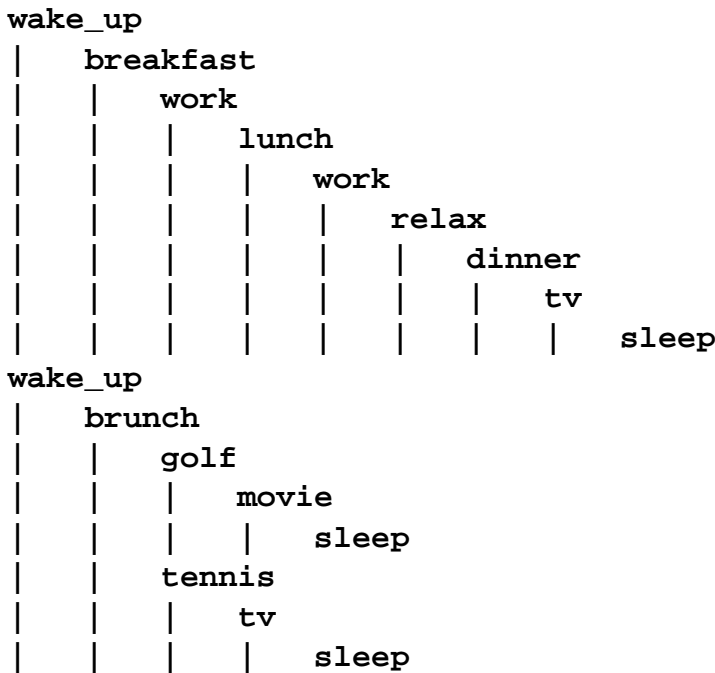 wake_up
|   breakfast
|   |   work
|   |   |   lunch
|   |   |   |   work
|   |   |   |   |   relax
|   |   |   |   |   |   dinner
|   |   |   |   |   |   |   tv
|   |   |   |   |   |   |   |   sleep
wake_up
|   brunch
|   |   golf
|   |   |   movie
|   |   |   |   sleep
|   |   tennis
|   |   |   tv
|   |   |   |   sleep